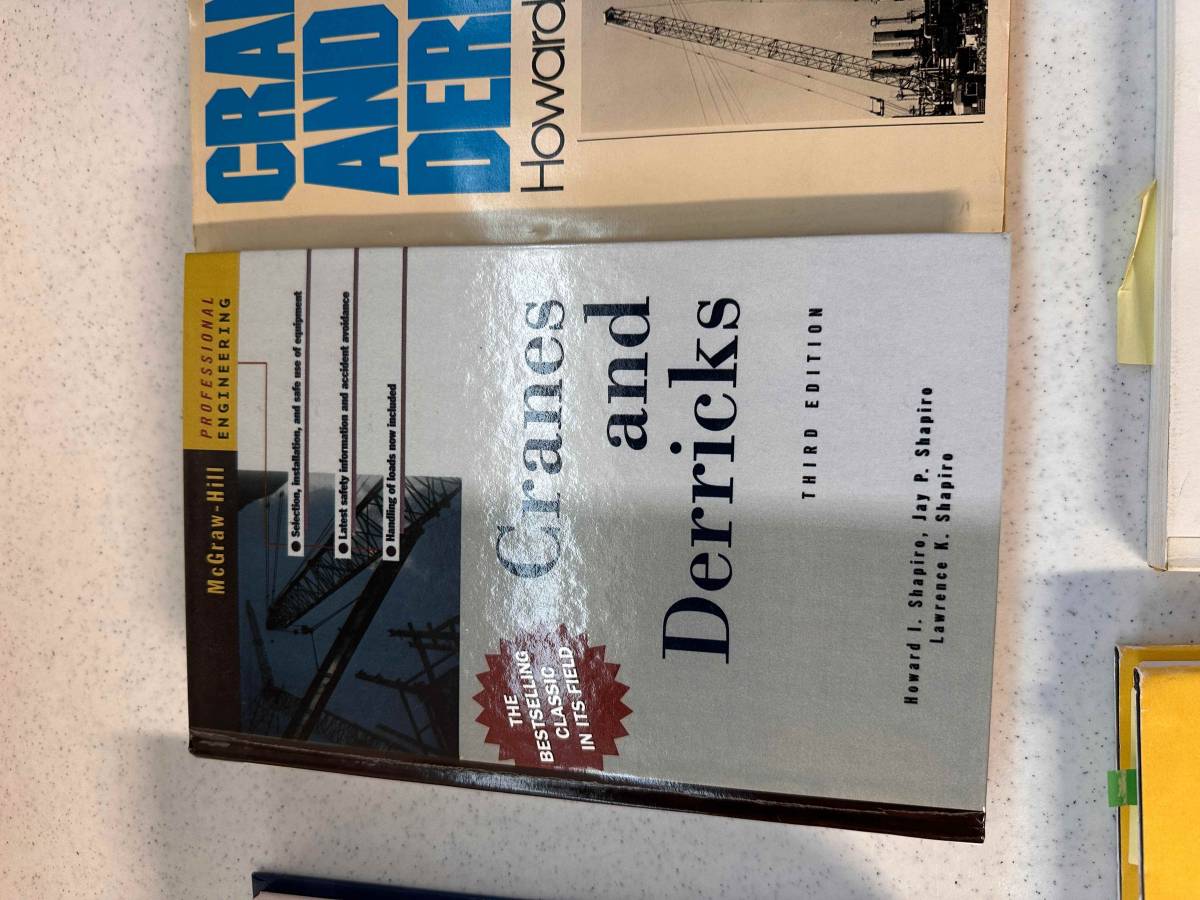 CRA
AND
DER
Howard
McGraw-Hill
PROFESSIONAL
ENGINEERING
● Selection, installation, and safe use of equipment
● Latest safety information and accident avoidance
● Handling of loads now included
THE
BESTSELLING
CLASSIC
IN ITS FIELD
Cranes
and
Derricks
THIRD EDITION
Howard I. Shapiro, Jay P. Shapiro
Lawrence K. Shapiro